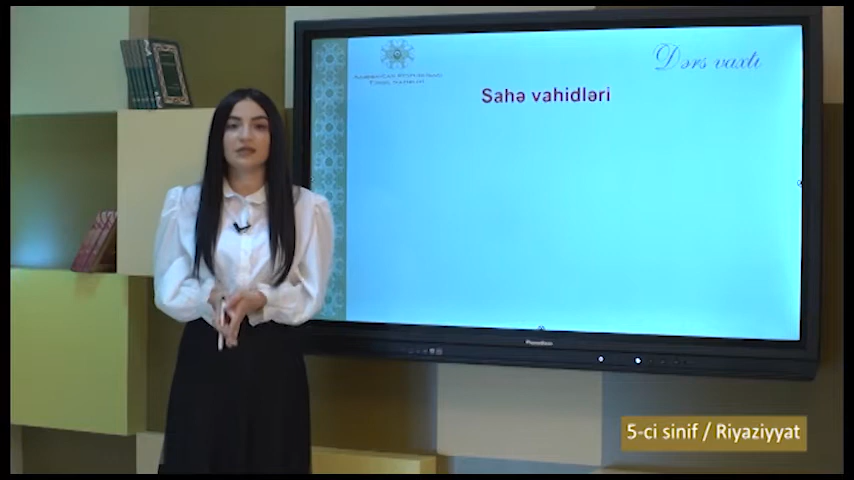 Dərs vaxtı
Sahə vahidləri
5-ci sinif / Riyaziyyat